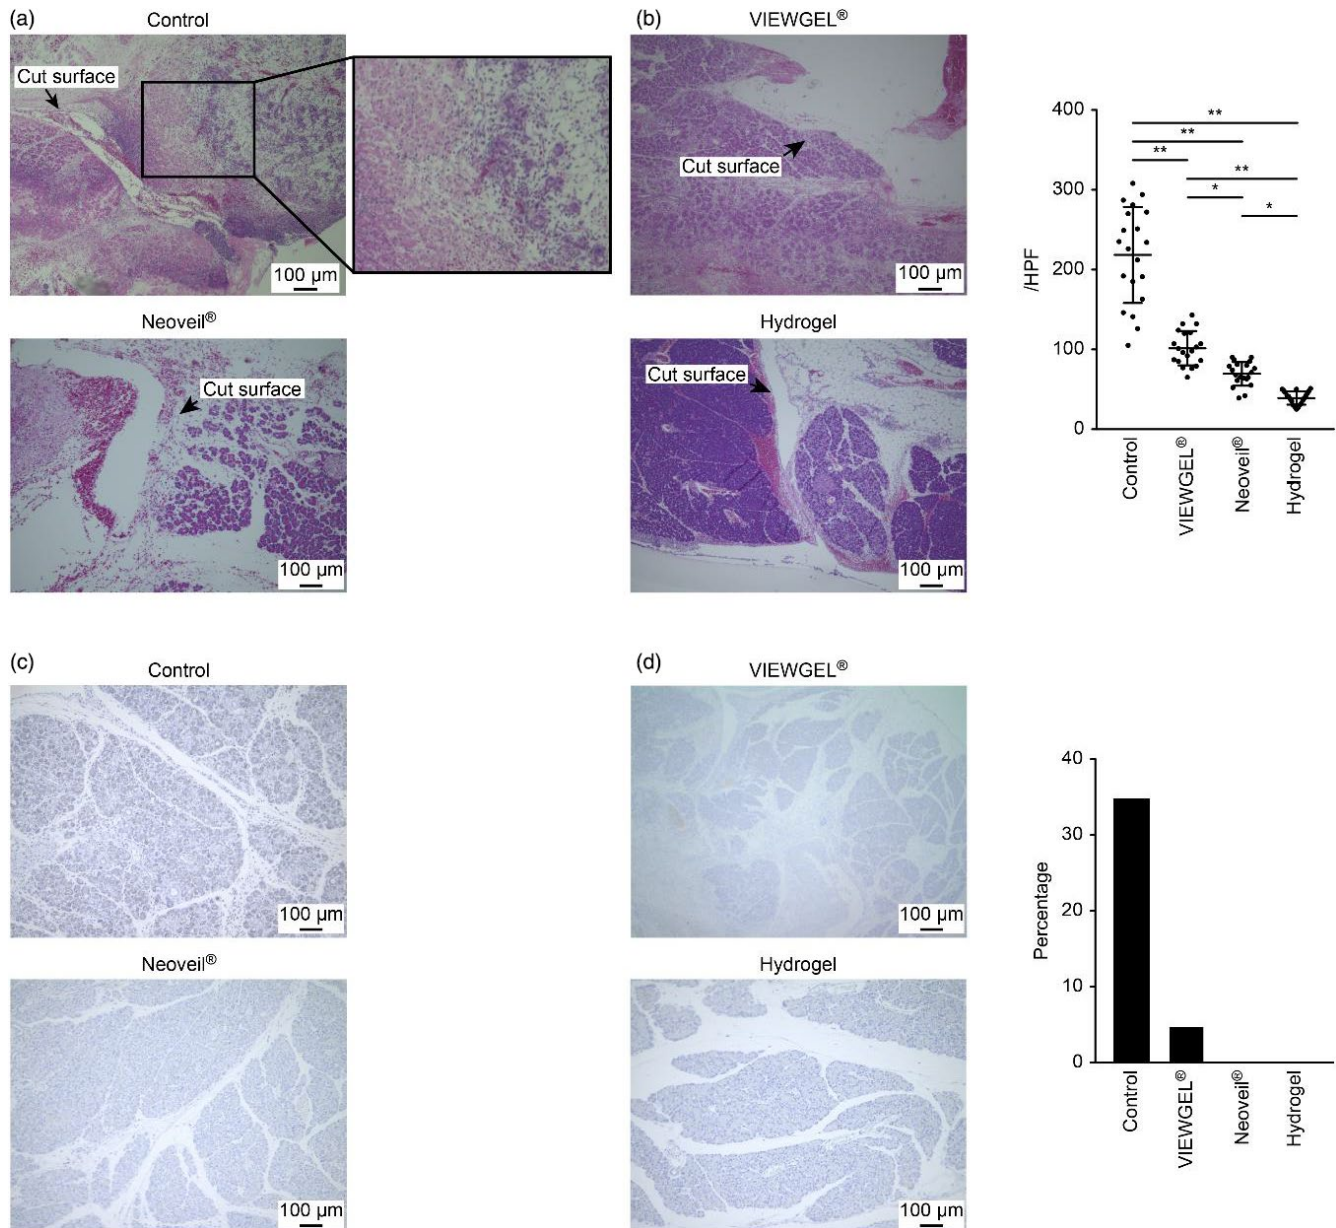 (a)
Control
Cut surface
100 µm
Neoveil®
Cut surface
100 µm
(b)
VIEWGEL®
Cut surface
100 µm
Hydrogel
Cut surface
100 µm
/HPF
400
300
200
100
0
**
**
**
**
*
*
Control
VIEWGEL®
Neoveil®
Hydrogel
(c)
Control
100 µm
Neoveil®
100 µm
(d)
VIEWGEL®
100 µm
Hydrogel
100 µm
Percentage
40
30
20
10
0
Control
VIEWGEL®
Neoveil®
Hydrogel